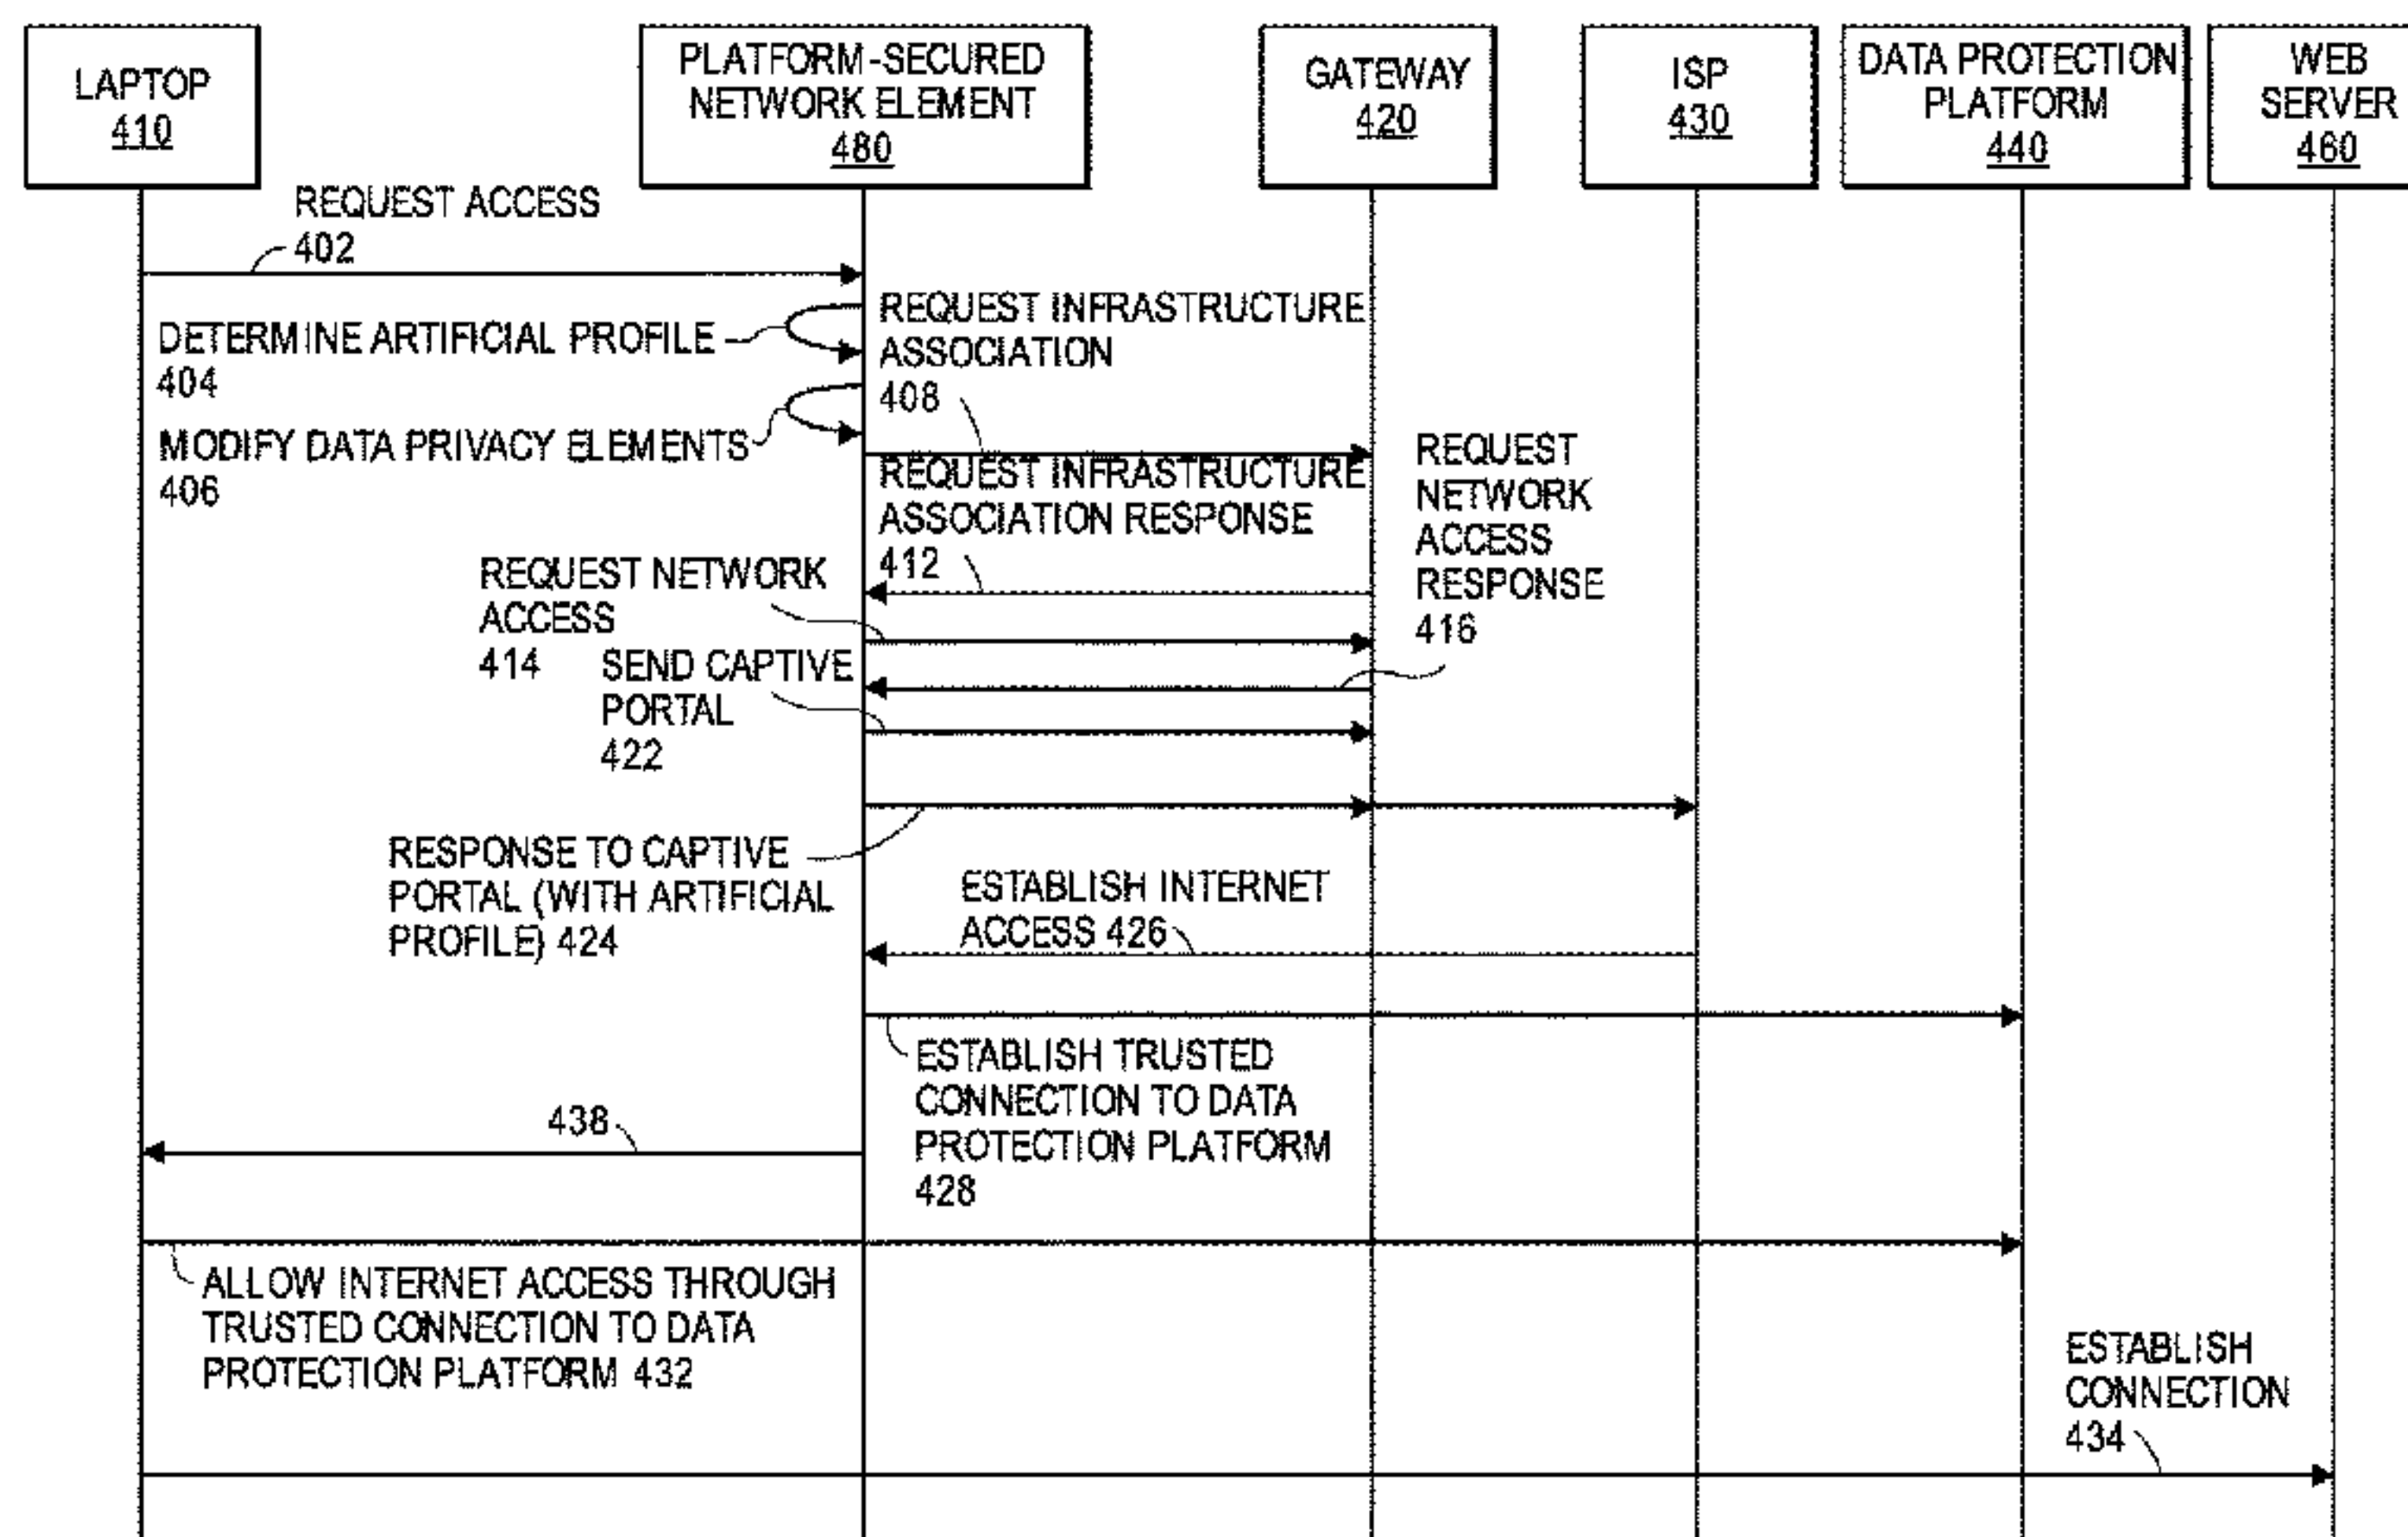 LAPTOP
410
PLATFORM-SECURED
NETWORK ELEMENT
480
GATEWAY
420
ISP
430
DATA PROTECTION
PLATFORM
440
WEB
SERVER
460
REQUEST ACCESS
402
DETERMINE ARTIFICIAL PROFILE
404
REQUEST INFRASTRUCTURE
ASSOCIATION
408
MODIFY DATA PRIVACY ELEMENTS
406
REQUEST INFRASTRUCTURE
ASSOCIATION RESPONSE
412
REQUEST
NETWORK
ACCESS
RESPONSE
416
REQUEST NETWORK
ACCESS
414
SEND CAPTIVE
PORTAL
422
RESPONSE TO CAPTIVE
PORTAL (WITH ARTIFICIAL
PROFILE) 424
ESTABLISH INTERNET
ACCESS 426
ESTABLISH TRUSTED
CONNECTION TO DATA
PROTECTION PLATFORM
428
438
ALLOW INTERNET ACCESS THROUGH
TRUSTED CONNECTION TO DATA
PROTECTION PLATFORM 432
ESTABLISH
CONNECTION
434